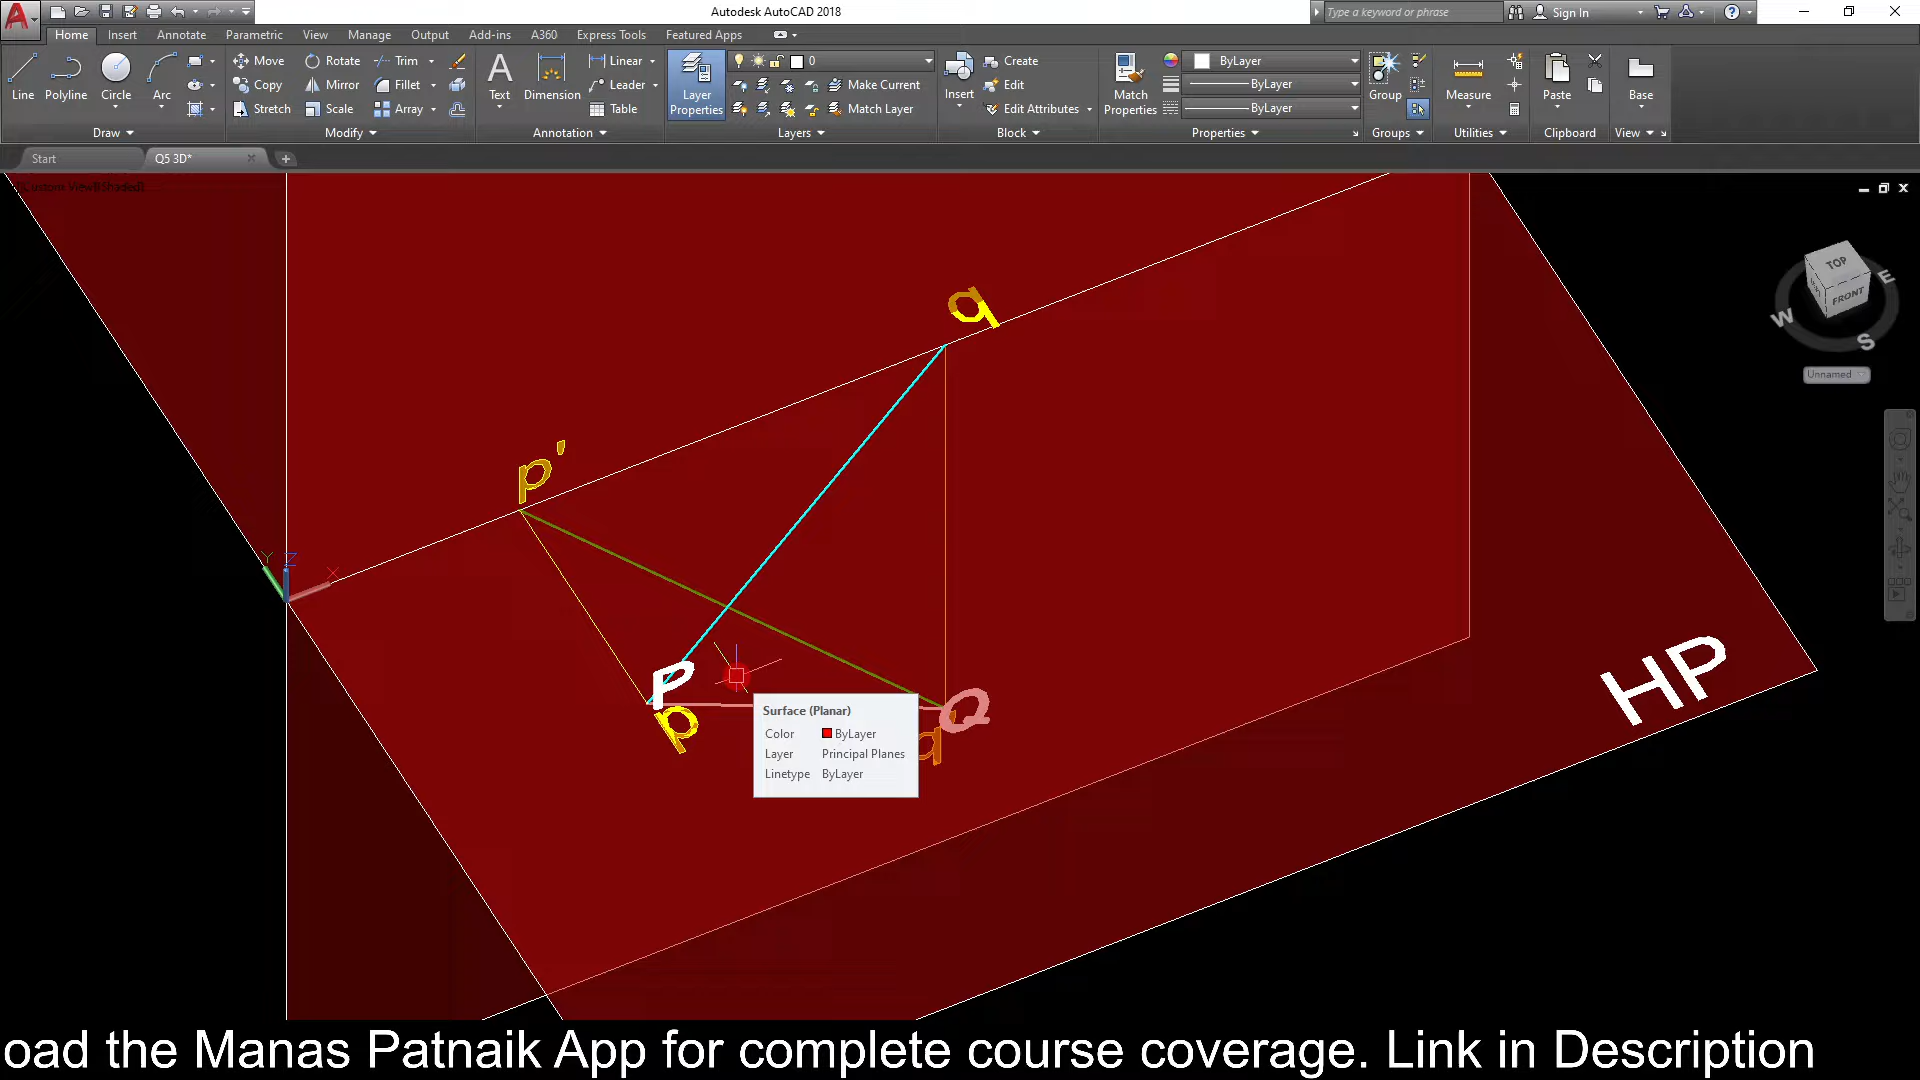 Autodesk AutoCAD 2018
Type a keyword or phrase
Sign In
Home Insert Annotate Parametric View Manage Output Add-ins A360 Express Tools Featured Apps
Line Polyline Circle Arc
Move Rotate Trim
Copy Mirror Fillet
Stretch Scale Array
Text Dimension
Linear
Leader
Table
Layer Properties
0
Make Current
Match Layer
Insert
Create
Edit
Edit Attributes
Match Properties
ByLayer
ByLayer
ByLayer
Group Measure Paste Base
Draw Modify Annotation Layers Block Properties Groups Utilities Clipboard View
Start
Q5 3D*
Custom View][Shaded]
TOP
FRONT
E
W
S
Unnamed
q
p'
Y Z X
P
p
Q
HP
Surface (Planar)
Color ByLayer
Layer Principal Planes
Linetype ByLayer
oad the Manas Patnaik App for complete course coverage. Link in Description